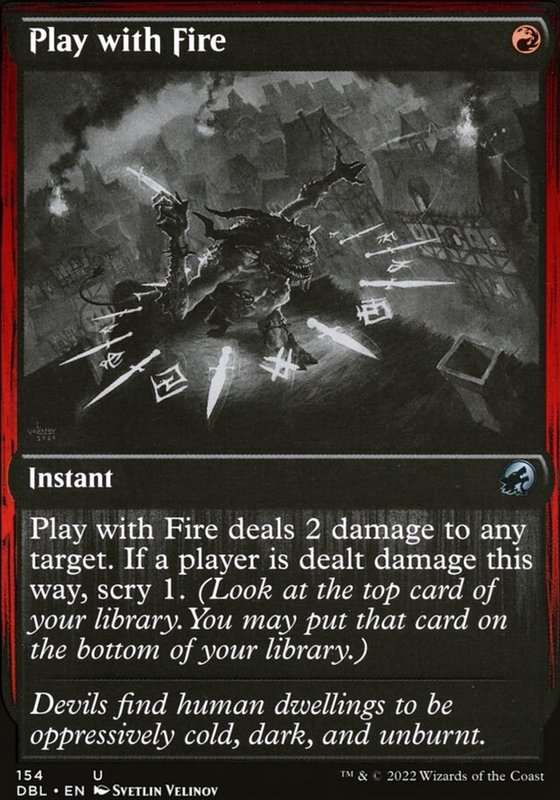 Play with Fire
Instant
Play with Fire deals 2 damage to any
target. If a player is dealt damage this
way, scry 1. (Look at the top card of
your library. You may put that card on
the bottom of your library.)
Devils find human dwellings to be
oppressively cold, dark, and unburnt.
154 U
DBL • EN Svetlin Velinov
™ & © 2022 Wizards of the Coast